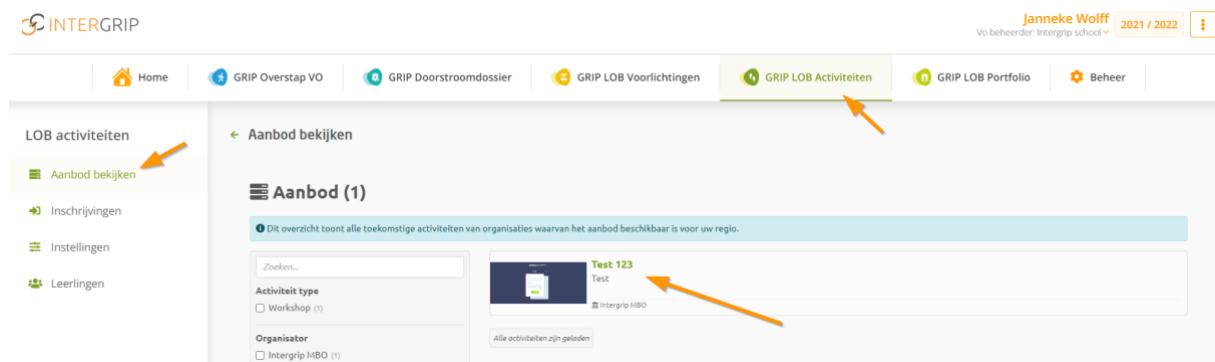 INTERGRIP
Janneke Wolff
Vo beheerder: Intergrip school
2021 / 2022
Home
GRIP Overstap VO
GRIP Doorstroomdossier
GRIP LOB Voorlichtingen
GRIP LOB Activiteiten
GRIP LOB Portfolio
Beheer
LOB activiteiten
Aanbod bekijken
Inschrijvingen
Instellingen
Leerlingen
Aanbod bekijken
Aanbod (1)
Dit overzicht toont alle toekomstige activiteiten van organisaties waarvan het aanbod beschikbaar is voor uw regio.
Zoeken...
Activiteit type
Workshop (1)
Organisator
Intergrip MBO (1)
Test 123
Test
Intergrip MBO
Alle activiteiten zijn geladen